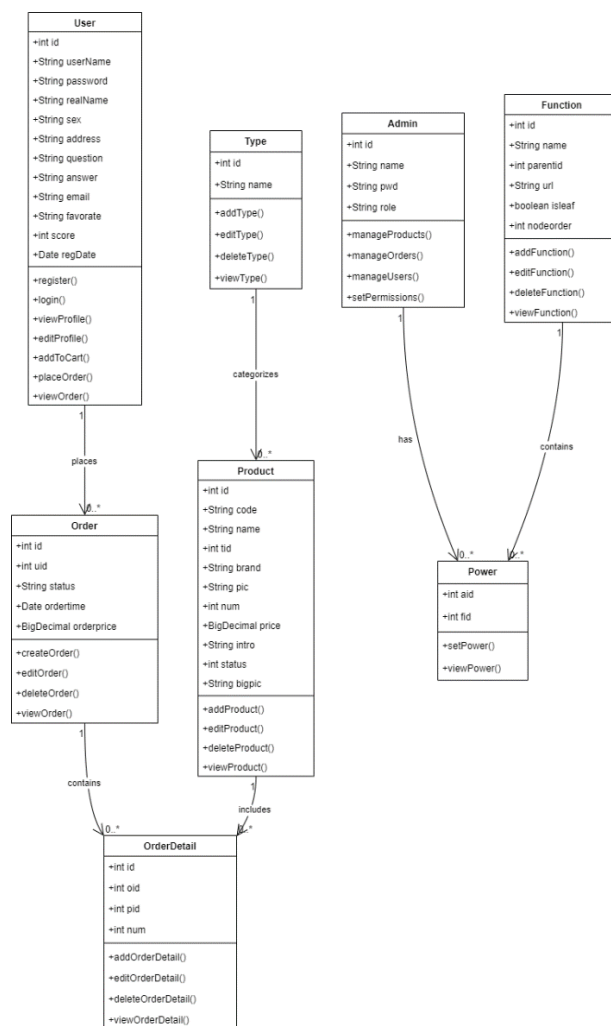 User
+int id
+String userName
+String password
+String realName
+String sex
+String address
+String question
+String answer
+String email
+String favorate
+int score
+Date regDate
+register()
+login()
+viewProfile()
+editProfile()
+addToCart()
+placeOrder()
+viewOrder()
1
places
0..*
Order
+int id
+int uid
+String status
+Date ordertime
+BigDecimal orderprice
+createOrder()
+editOrder()
+deleteOrder()
+viewOrder()
1
contains
0..*
Type
+int id
+String name
+addType()
+editType()
+deleteType()
+viewType()
1
categorizes
0..*
Product
+int id
+String code
+String name
+int tid
+String brand
+String pic
+int num
+BigDecimal price
+String intro
+int status
+String bigpic
+addProduct()
+editProduct()
+deleteProduct()
+viewProduct()
1
includes
0..*
OrderDetail
+int id
+int oid
+int pid
+int num
+addOrderDetail()
+editOrderDetail()
+deleteOrderDetail()
+viewOrderDetail()
Admin
+int id
+String name
+String pwd
+String role
+manageProducts()
+manageOrders()
+manageUsers()
+setPermissions()
1
has
0..*
Function
+int id
+String name
+int parentid
+String url
+boolean isleaf
+int nodeorder
+addFunction()
+editFunction()
+deleteFunction()
+viewFunction()
1
contains
0..*
Power
+int aid
+int fid
+setPower()
+viewPower()